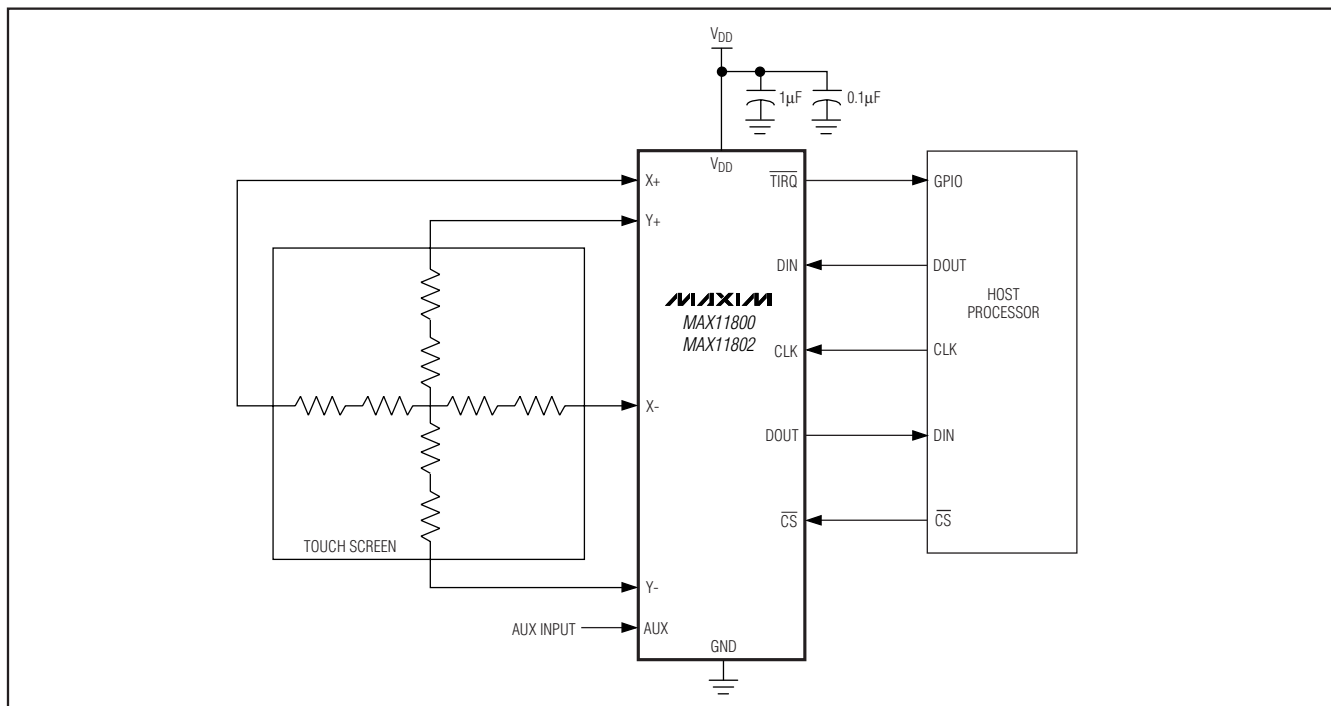 VDD
1µF
0.1µF
VDD
X+
TIRQ
GPIO
Y+
DIN
DOUT
MAXIM
MAX11800
MAX11802
HOST
PROCESSOR
CLK
CLK
X-
DOUT
DIN
CS
CS
TOUCH SCREEN
Y-
AUX INPUT
AUX
GND